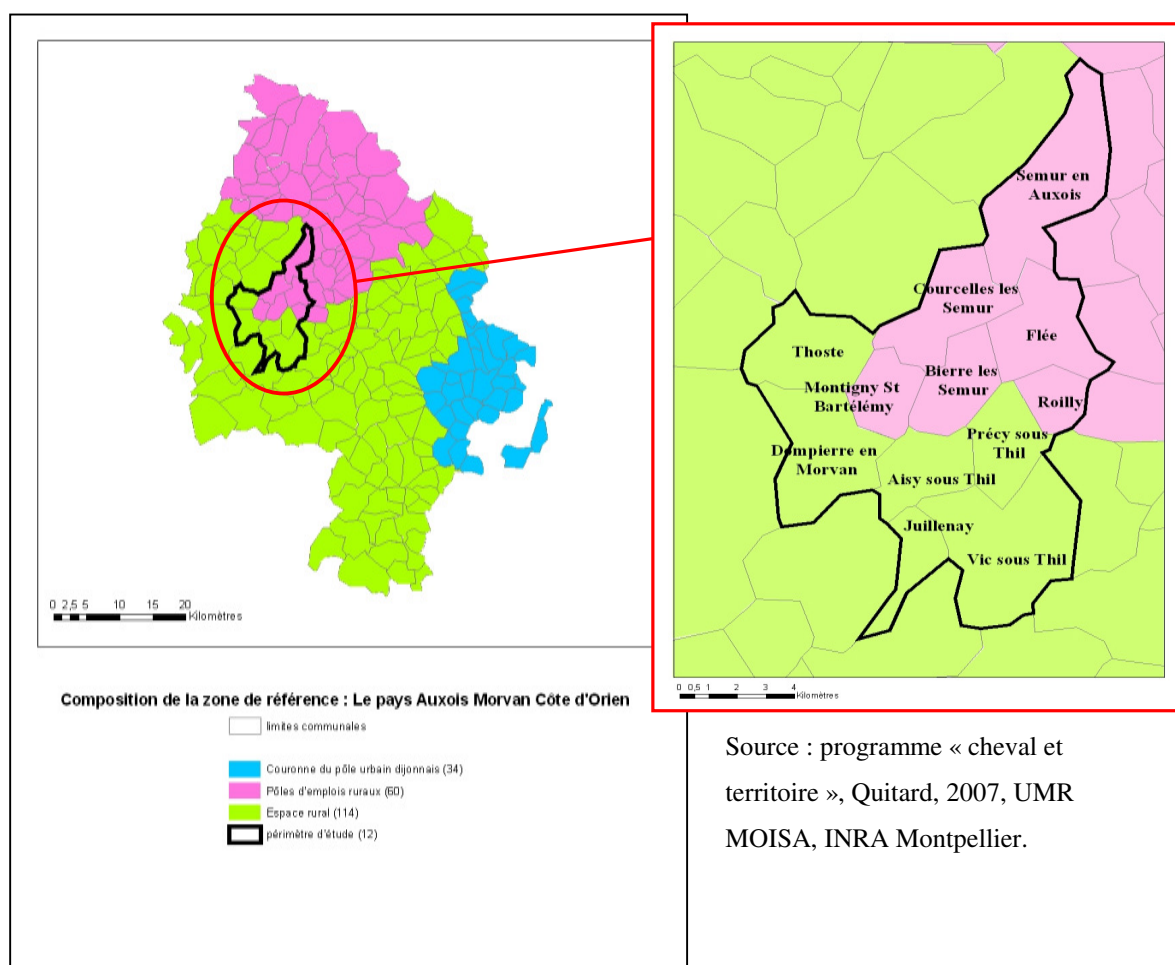 0 2,5 5 10 15 20
Kilomètres
Composition de la zone de référence : Le pays Auxois Morvan Côte d'Orien
limites communales
Couronne du pôle urbain dijonnais (34)
Pôles d'emplois ruraux (60)
Espace rural (114)
périmètre d'étude (12)
Semur en
Auxois
Courcelles les
Semur
Flée
Thoste
Bierre les
Semur
Montigny St
Bartélémy
Roilly
Précy sous
Thil
Dompierre en
Morvan
Aisy sous Thil
Juillenay
Vic sous Thil
0 0,5 1 2 3 4
Kilomètres
Source : programme « cheval et
territoire », Quitard, 2007, UMR
MOISA, INRA Montpellier.